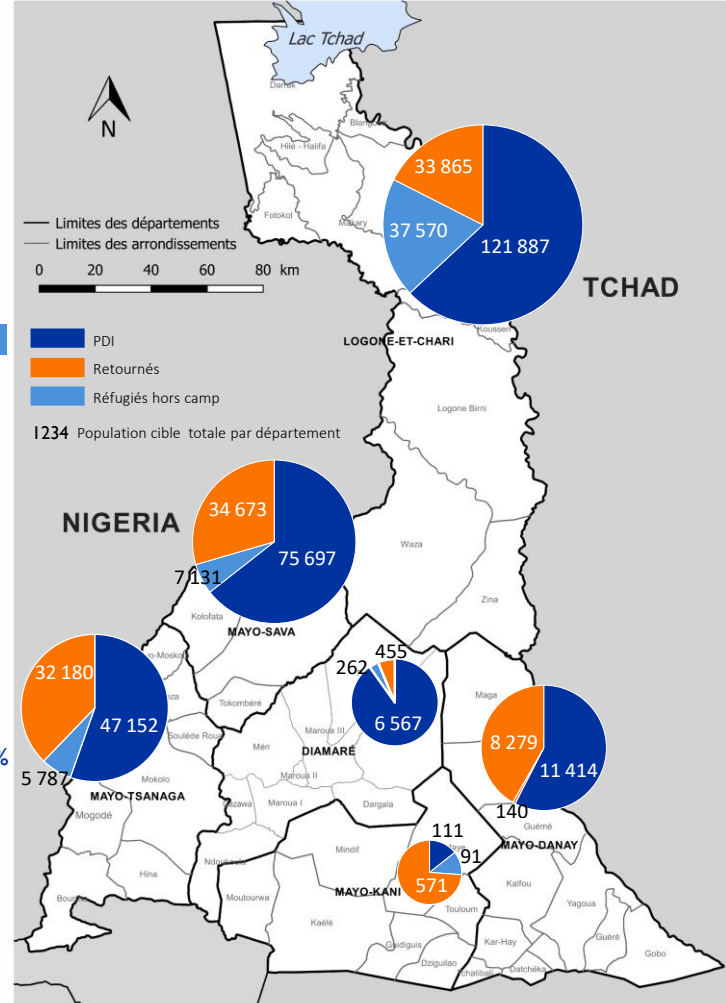 Lac Tchad
N
Hilé - Halifa
Fotokol
Makary
33 865
37 570
121 887
Limites des départements
Limites des arrondissements
0 20 40 60 80 km
TCHAD
LOGONE-ET-CHARI
Kousseri
PDI
Retournés
Réfugiés hors camp
1234 Population cible totale par département
Logone Birni
NIGERIA
34 673
75 697
7 131
Waza
Zina
Kolofata
MAYO-SAVA
32 180
47 152
5 787
%
Tokombéré
262
455
6 567
Maroua III
DIAMARÉ
Méri
Maroua II
Maroua I
Dargala
Maga
8 279
11 414
140
Guémé
MAYO-DANAY
Mokolo
MAYO-TSANAGA
Mogodé
Hina
Mindif
111
91
571
MAYO-KANI
Moutourwa
Kaélé
Touloum
Guidiguis
Dziguilao
Kalfou
Yagoua
Kar-Hay
Guéré
Gobo
Datchéka